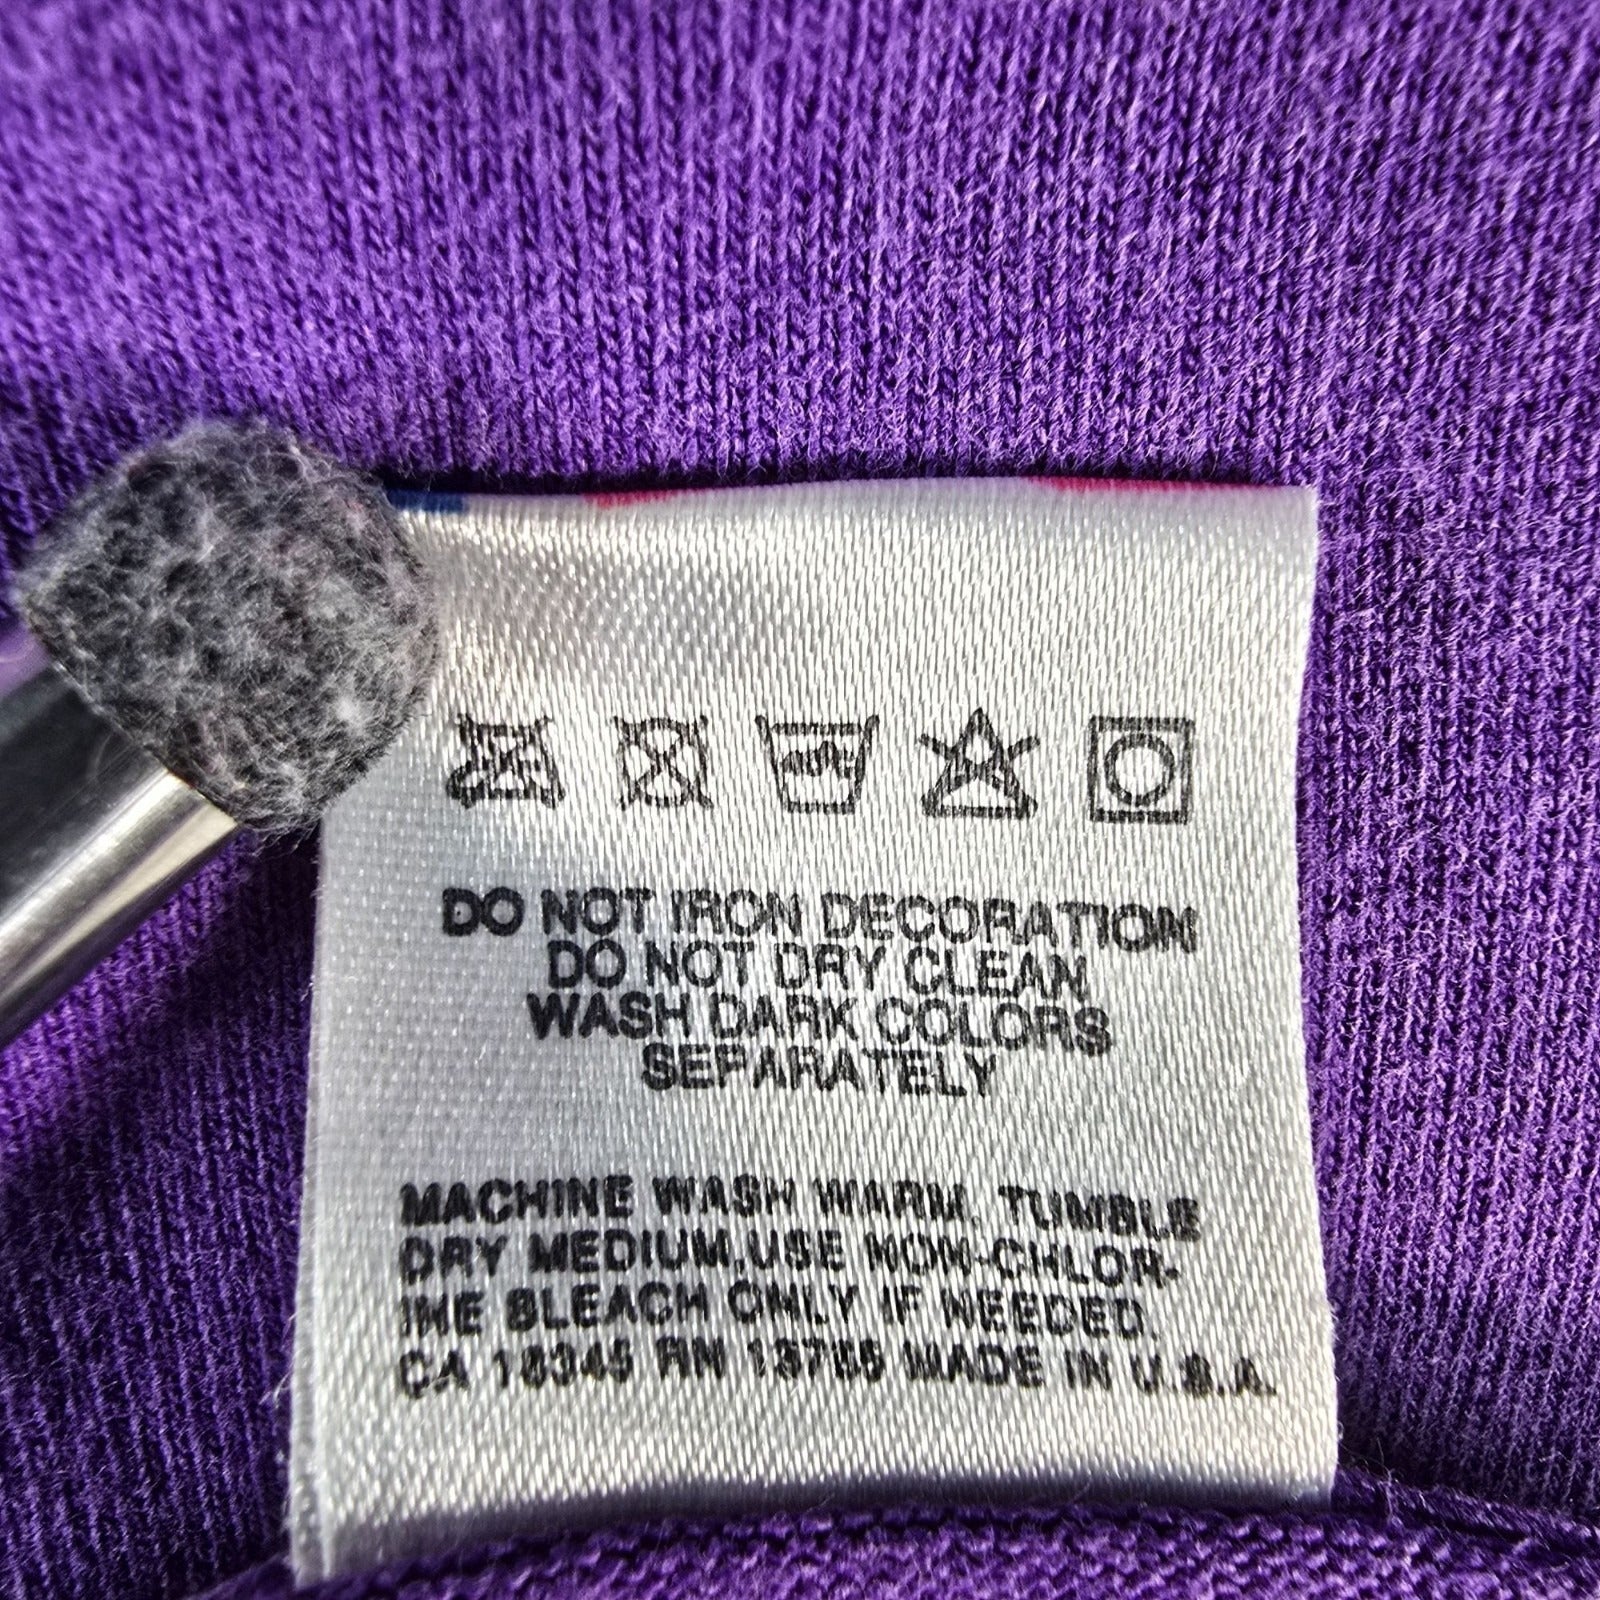 DO NOT IRON DECORATION
DO NOT DRY CLEAN
WASH DARK COLORS
SEPARATELY
MACHINE WASH WARM, TUMBLE
DRY MEDIUM,USE NON-CHLOR-
INE BLEACH ONLY IF NEEDED.
CA 18345 RN 13765 MADE IN U.S.A.